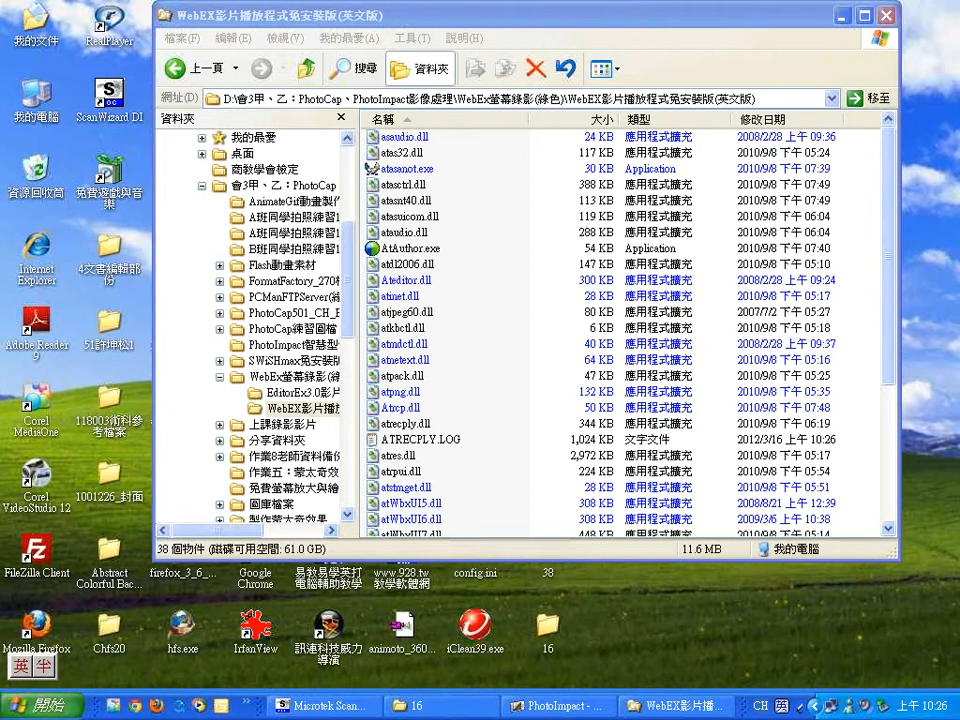 WebEX影片播放程式免安裝版(英文版)
檔案(F) 編輯(E) 檢視(V) 我的最愛(A) 工具(T) 說明(H)
上一頁 搜尋 資料夾
網址(D) D:\會3甲、乙：PhotoCap、PhotoImpact影像處理\WebEx螢幕錄影(綠色)\WebEX影片播放程式免安裝版(英文版) 移至
資料夾
我的最愛
桌面
商教學會檢定
會3甲、乙：PhotoCap
AnimateGif動畫製作
A班同學拍照練習1
A班同學拍照練習1
B班同學拍照練習1
Flash動畫素材
FormatFactory_270
PCManFTPServer(
PhotoCap501_CH_E
PhotoCap練習圖檔
PhotoImpact智慧型
SWiSHmax免安裝版
WebEx螢幕錄影(
EditorEx3.0影片
WebEX影片播
上課錄影影片
分享資料夾
作業8老師資料備份
作業五：蒙太奇效
免費螢幕放大與繪
圖庫檔案
製作蒙太奇效果
名稱 大小 類型 修改日期
asaudio.dll 24 KB 應用程式擴充 2008/2/28 上午 09:36
atas32.dll 117 KB 應用程式擴充 2010/9/8 下午 05:24
atasanot.exe 30 KB Application 2010/9/8 下午 07:39
atasctrl.dll 388 KB 應用程式擴充 2010/9/8 下午 07:49
atasnt40.dll 113 KB 應用程式擴充 2010/9/8 下午 07:49
atasuicom.dll 119 KB 應用程式擴充 2010/9/8 下午 06:04
ataudio.dll 288 KB 應用程式擴充 2010/9/8 下午 06:04
AtAuthor.exe 54 KB Application 2010/9/8 下午 07:40
atdl2006.dll 147 KB 應用程式擴充 2010/9/8 下午 05:10
Ateditor.dll 300 KB 應用程式擴充 2008/2/28 上午 09:24
atinet.dll 28 KB 應用程式擴充 2010/9/8 下午 05:17
atjpeg60.dll 80 KB 應用程式擴充 2007/7/2 下午 05:27
atkbctl.dll 6 KB 應用程式擴充 2010/9/8 下午 05:18
atmdctl.dll 40 KB 應用程式擴充 2008/2/28 上午 09:37
atnetext.dll 64 KB 應用程式擴充 2010/9/8 下午 05:16
atpack.dll 47 KB 應用程式擴充 2010/9/8 下午 05:25
atpng.dll 132 KB 應用程式擴充 2010/9/8 下午 05:35
Atrcp.dll 50 KB 應用程式擴充 2010/9/8 下午 07:48
atrecply.dll 344 KB 應用程式擴充 2010/9/8 下午 06:19
ATRECPLY.LOG 1,024 KB 文字文件 2012/3/16 上午 10:26
atres.dll 2,972 KB 應用程式擴充 2010/9/8 下午 05:17
atrpui.dll 224 KB 應用程式擴充 2010/9/8 下午 05:54
atstmget.dll 28 KB 應用程式擴充 2010/9/8 下午 05:51
atWbxUI5.dll 308 KB 應用程式擴充 2008/8/21 上午 12:39
atWbxUI6.dll 308 KB 應用程式擴充 2009/3/6 上午 10:38
atWbxUI7.dll 448 KB 應用程式擴充
38 個物件 (磁碟可用空間: 61.0 GB) 11.6 MB 我的電腦
我的文件 RealPlayer
我的電腦 ScanWizard DI
資源回收筒 免費遊戲與音樂
Internet Explorer 4文書編輯部份
Adobe Reader 9 51許坤松1
Corel MediaOne 118003術科參考檔案
Corel VideoStudio 12 1001226_封面
FileZilla Client Abstract Colorful Bac... firefox_3_6_... Google Chrome 易教易學英打電腦輔助教學 www.928.tw教學軟體網 config.ini 38
Mozilla Firefox Chfs20 hfs.exe IrfanView 訊連科技威力導演 animoto_360... iClean39.exe 16
英 半
開始 Microtek Scan... 16 PhotoImpact - ... WebEX影片播... CH 上午 10:26